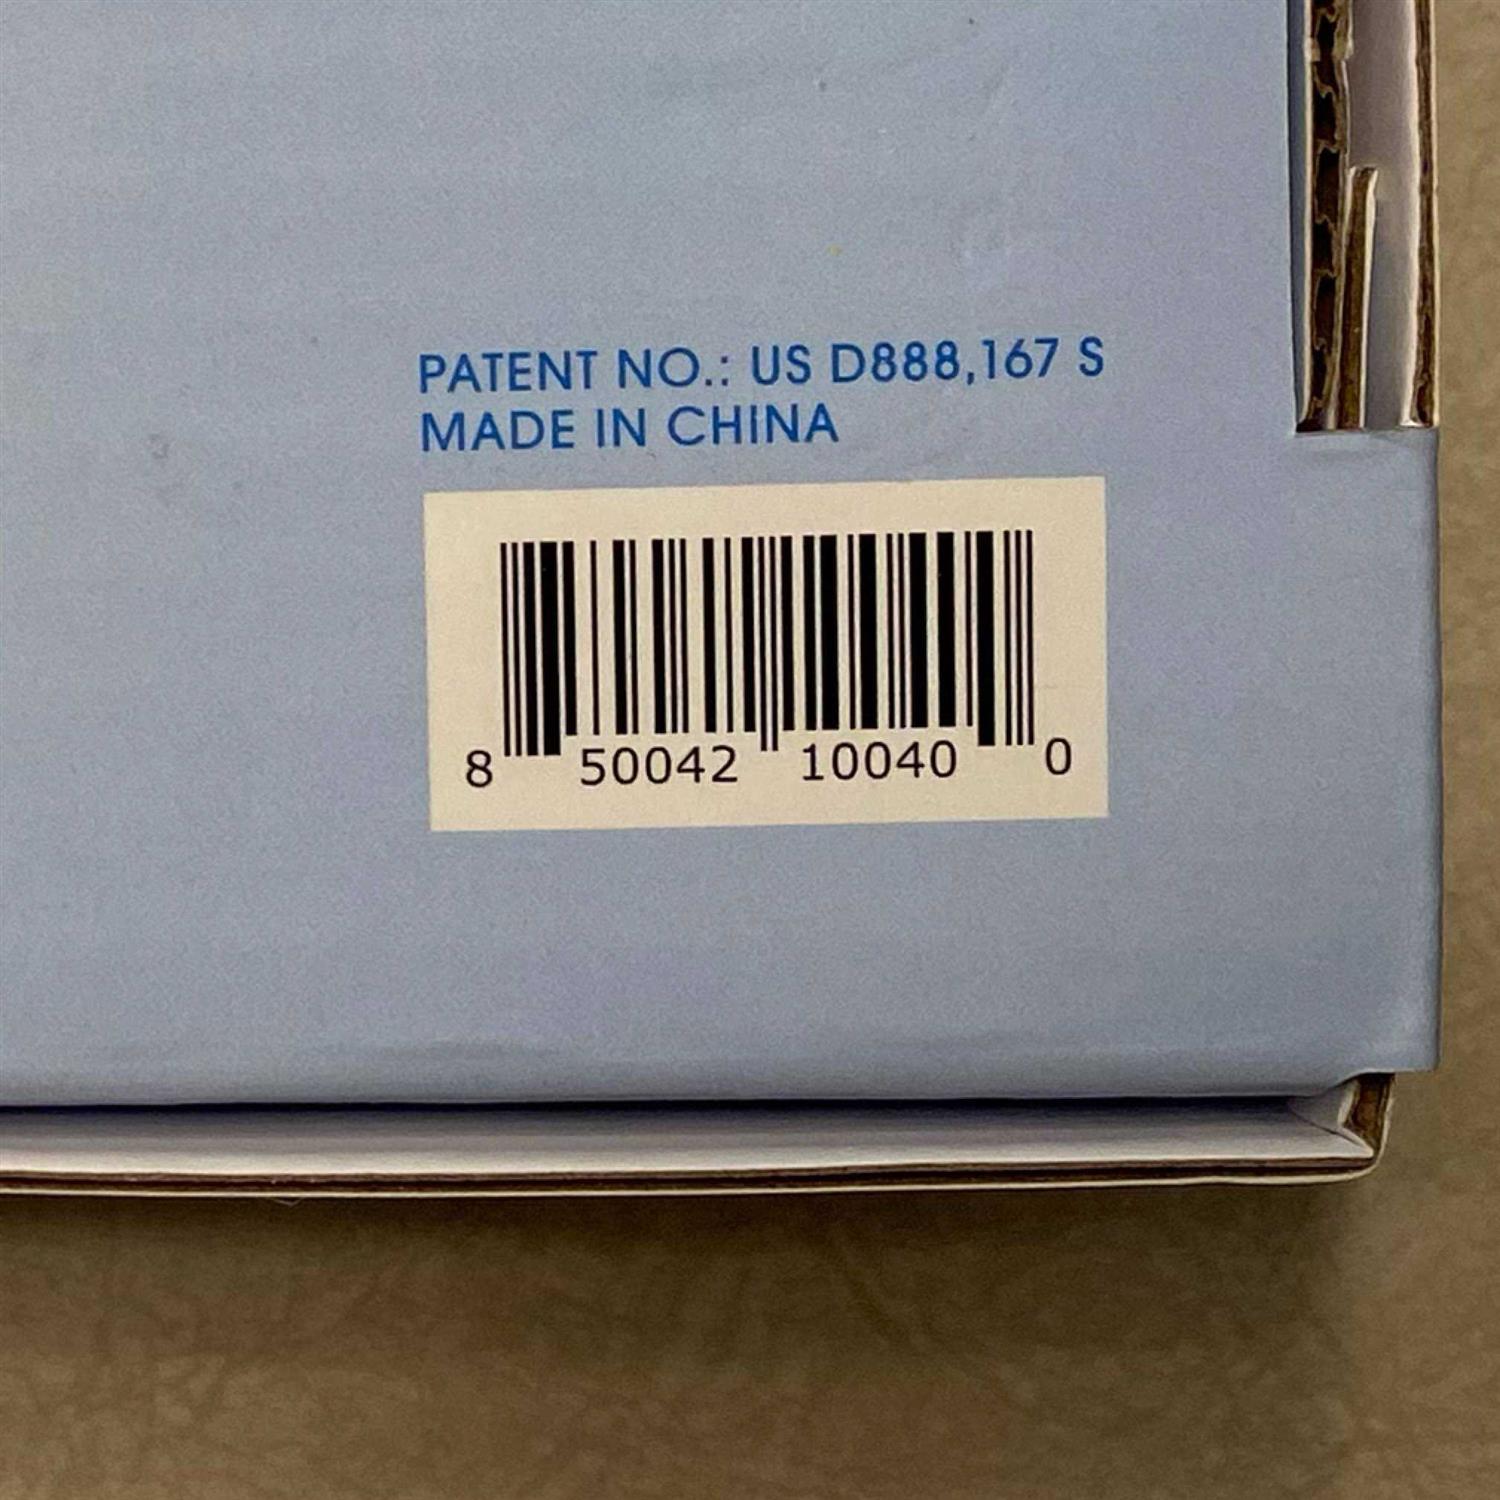 PATENT NO.: US D888,167 S
MADE IN CHINA
8 50042 10040 0